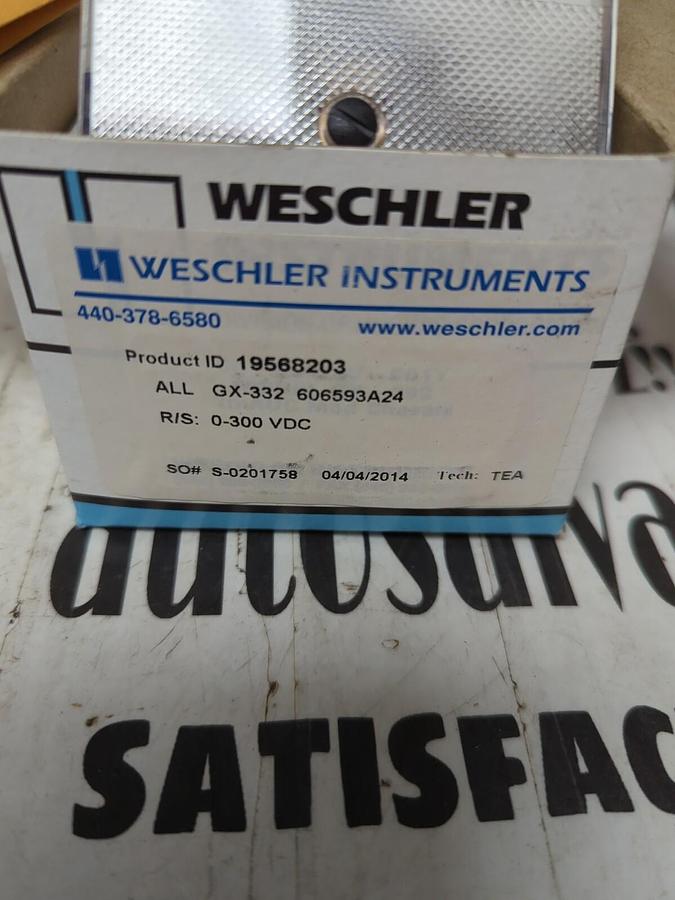 WESCHLER
WESCHLER INSTRUMENTS
440-378-6580 www.weschler.com
Product ID 19568203
ALL GX-332 606593A24
R/S: 0-300 VDC
SO# S-0201758 04/04/2014 Tech: TEA
autosalva
SATISFAC